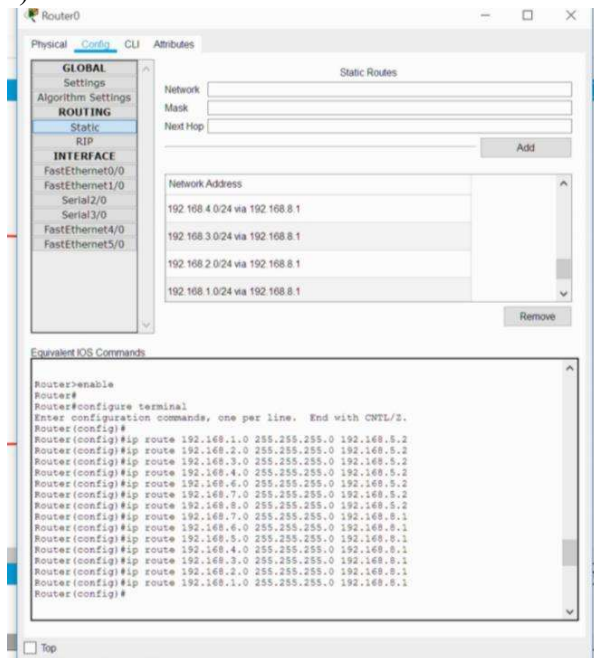 )
Router0
Physical Config CLI Attributes
GLOBAL
Settings
Algorithm Settings
ROUTING
Static
RIP
INTERFACE
FastEthernet0/0
FastEthernet1/0
Serial2/0
Serial3/0
FastEthernet4/0
FastEthernet5/0
Static Routes
Network
Mask
Next Hop
Add
Network Address
192.168.4.0/24 via 192.168.8.1
192.168.3.0/24 via 192.168.8.1
192.168.2.0/24 via 192.168.8.1
192.168.1.0/24 via 192.168.8.1
Remove
Equivalent IOS Commands
Router>enable
Router#
Router#configure terminal
Enter configuration commands, one per line. End with CNTL/Z.
Router(config)#
Router(config)#ip route 192.168.1.0 255.255.255.0 192.168.5.2
Router(config)#ip route 192.168.2.0 255.255.255.0 192.168.5.2
Router(config)#ip route 192.168.3.0 255.255.255.0 192.168.5.2
Router(config)#ip route 192.168.4.0 255.255.255.0 192.168.5.2
Router(config)#ip route 192.168.6.0 255.255.255.0 192.168.5.2
Router(config)#ip route 192.168.7.0 255.255.255.0 192.168.5.2
Router(config)#ip route 192.168.8.0 255.255.255.0 192.168.5.2
Router(config)#ip route 192.168.7.0 255.255.255.0 192.168.8.1
Router(config)#ip route 192.168.6.0 255.255.255.0 192.168.8.1
Router(config)#ip route 192.168.5.0 255.255.255.0 192.168.8.1
Router(config)#ip route 192.168.4.0 255.255.255.0 192.168.8.1
Router(config)#ip route 192.168.3.0 255.255.255.0 192.168.8.1
Router(config)#ip route 192.168.2.0 255.255.255.0 192.168.8.1
Router(config)#ip route 192.168.1.0 255.255.255.0 192.168.8.1
Router(config)#
Top